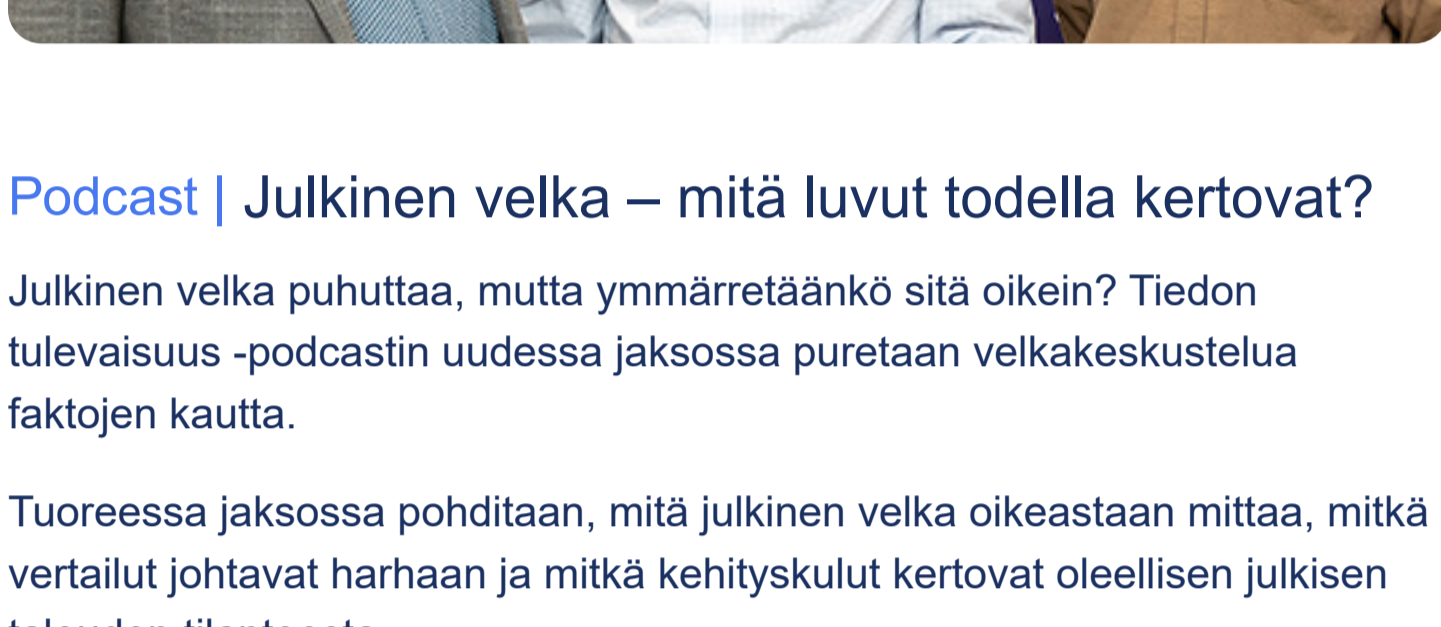 Podcast | Julkinen velka – mitä luvut todella kertovat?
Julkinen velka puhuttaa, mutta ymmärretäänkö sitä oikein? Tiedon
tulevaisuus -podcastin uudessa jaksossa puretaan velkakeskustelua
faktojen kautta.
Tuoreessa jaksossa pohditaan, mitä julkinen velka oikeastaan mittaa, mitkä
vertailut johtavat harhaan ja mitkä kehityskulut kertovat oleellisen julkisen